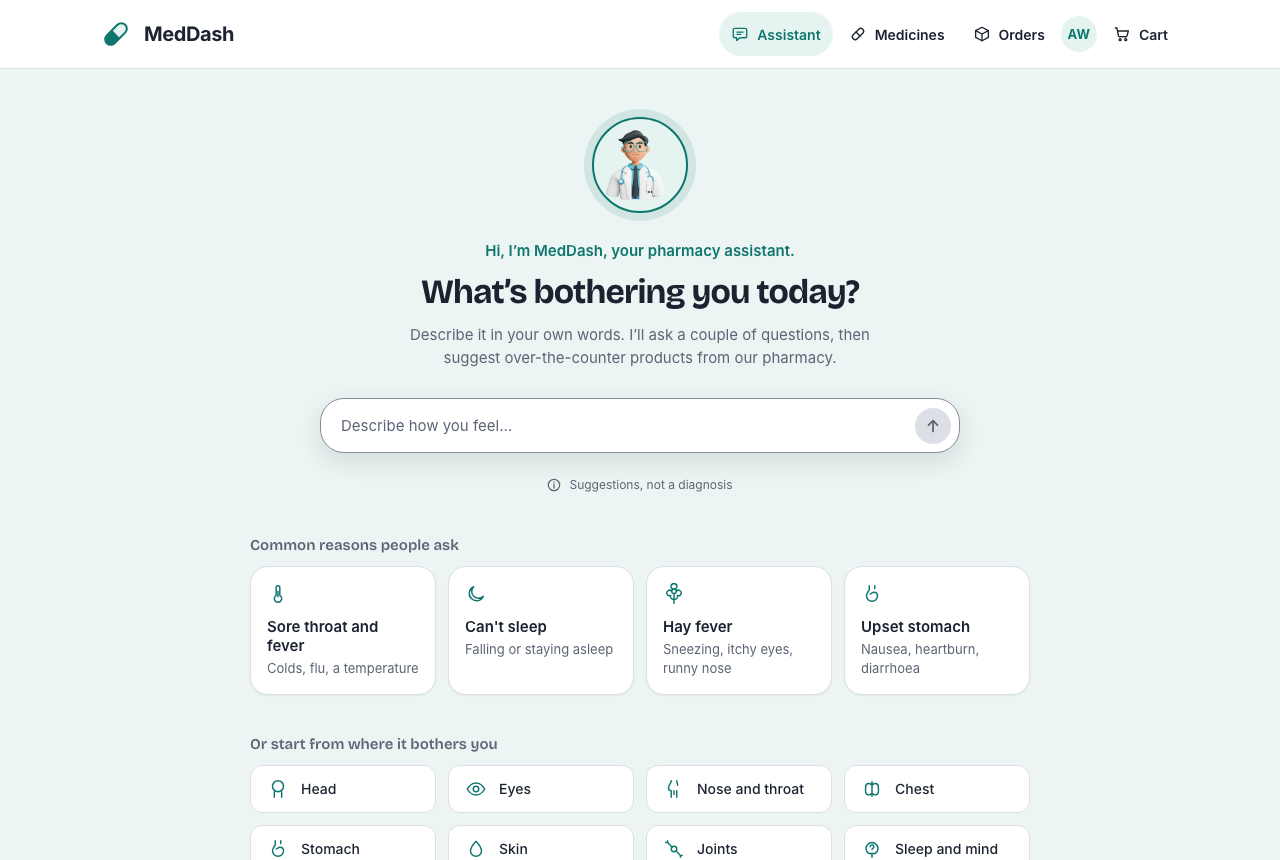 MedDash
Assistant
Medicines
Orders
AW
Cart
Hi, I’m MedDash, your pharmacy assistant.
What’s bothering you today?
Describe it in your own words. I’ll ask a couple of questions, then
suggest over-the-counter products from our pharmacy.
Describe how you feel...
Suggestions, not a diagnosis
Common reasons people ask
Sore throat and
fever
Colds, flu, a temperature
Can't sleep
Falling or staying asleep
Hay fever
Sneezing, itchy eyes,
runny nose
Upset stomach
Nausea, heartburn,
diarrhoea
Or start from where it bothers you
Head
Eyes
Nose and throat
Chest
Stomach
Skin
Joints
Sleep and mind